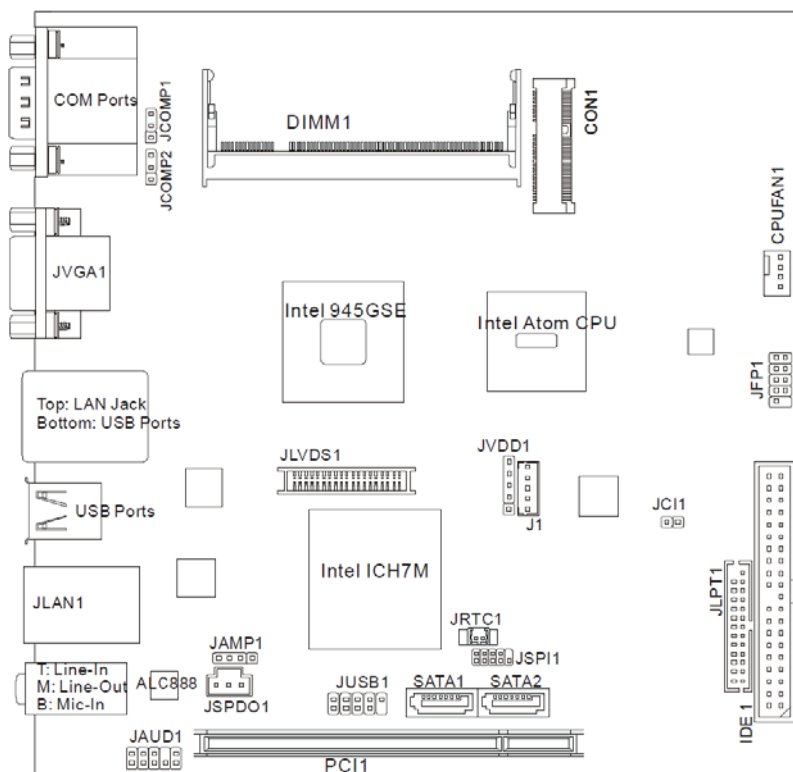 COM Ports
JCOMP1
JCOMP2
DIMM1
CON1
CPUFAN1
JVGA1
Intel 945GSE
Intel Atom CPU
JFP1
Top: LAN Jack
Bottom: USB Ports
JLVDS1
JVDD1
J1
JCI1
USB Ports
Intel ICH7M
JLAN1
JLPT1
JRTC1
JSPI1
JAMP1
T: Line-In
M: Line-Out
B: Mic-In
ALC888
JSPDO1
JUSB1
SATA1
SATA2
IDE 1
JAUD1
PCI1